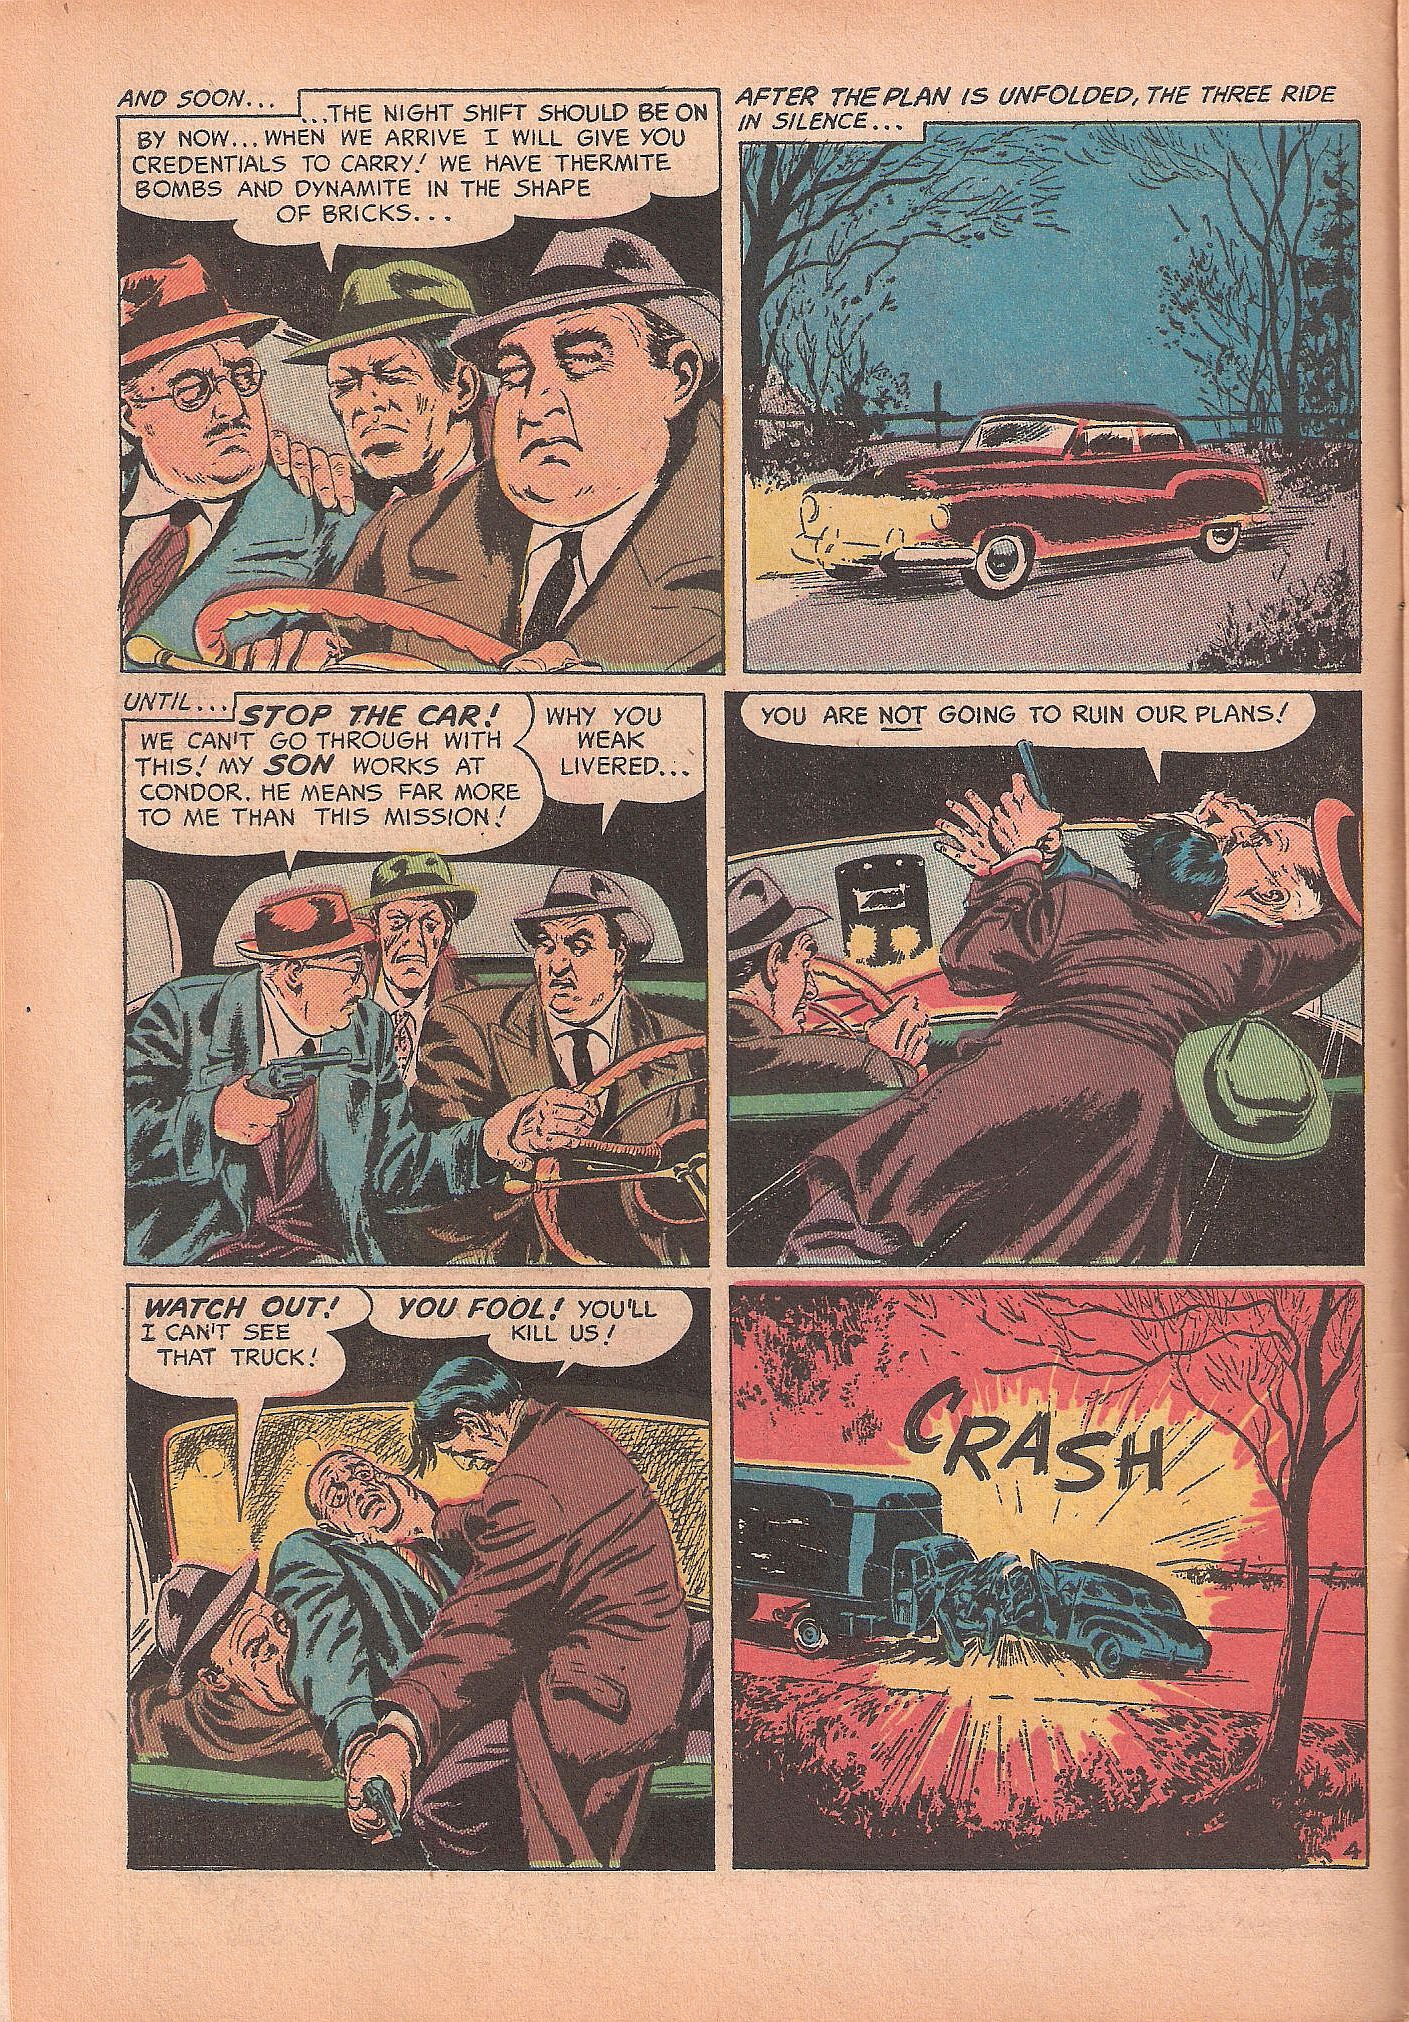 AND SOON...
...THE NIGHT SHIFT SHOULD BE ON
BY NOW...WHEN WE ARRIVE I WILL GIVE YOU
CREDENTIALS TO CARRY! WE HAVE THERMITE
BOMBS AND DYNAMITE IN THE SHAPE
OF BRICKS...
AFTER THE PLAN IS UNFOLDED, THE THREE RIDE
IN SILENCE...
UNTIL...
STOP THE CAR!
WE CAN'T GO THROUGH WITH
THIS! MY SON WORKS AT
CONDOR. HE MEANS FAR MORE
TO ME THAN THIS MISSION!
WHY YOU
WEAK
LIVERED...
YOU ARE NOT GOING TO RUIN OUR PLANS!
WATCH OUT!
I CAN'T SEE
THAT TRUCK!
YOU FOOL! YOU'LL
KILL US!
CRASH
4